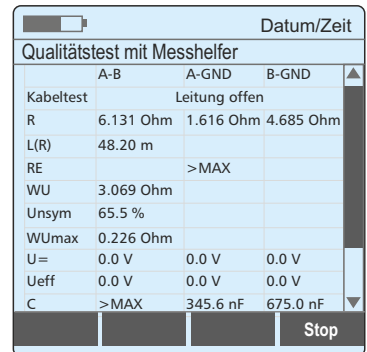 Datum/Zeit
Qualitätstest mit Messhelfer
A-B A-GND B-GND
Kabeltest Leitung offen
R 6.131 Ohm 1.616 Ohm 4.685 Ohm
L(R) 48.20 m
RE >MAX
WU 3.069 Ohm
Unsym 65.5 %
WUmax 0.226 Ohm
U= 0.0 V 0.0 V 0.0 V
Ueff 0.0 V 0.0 V 0.0 V
C >MAX 345.6 nF 675.0 nF
Stop